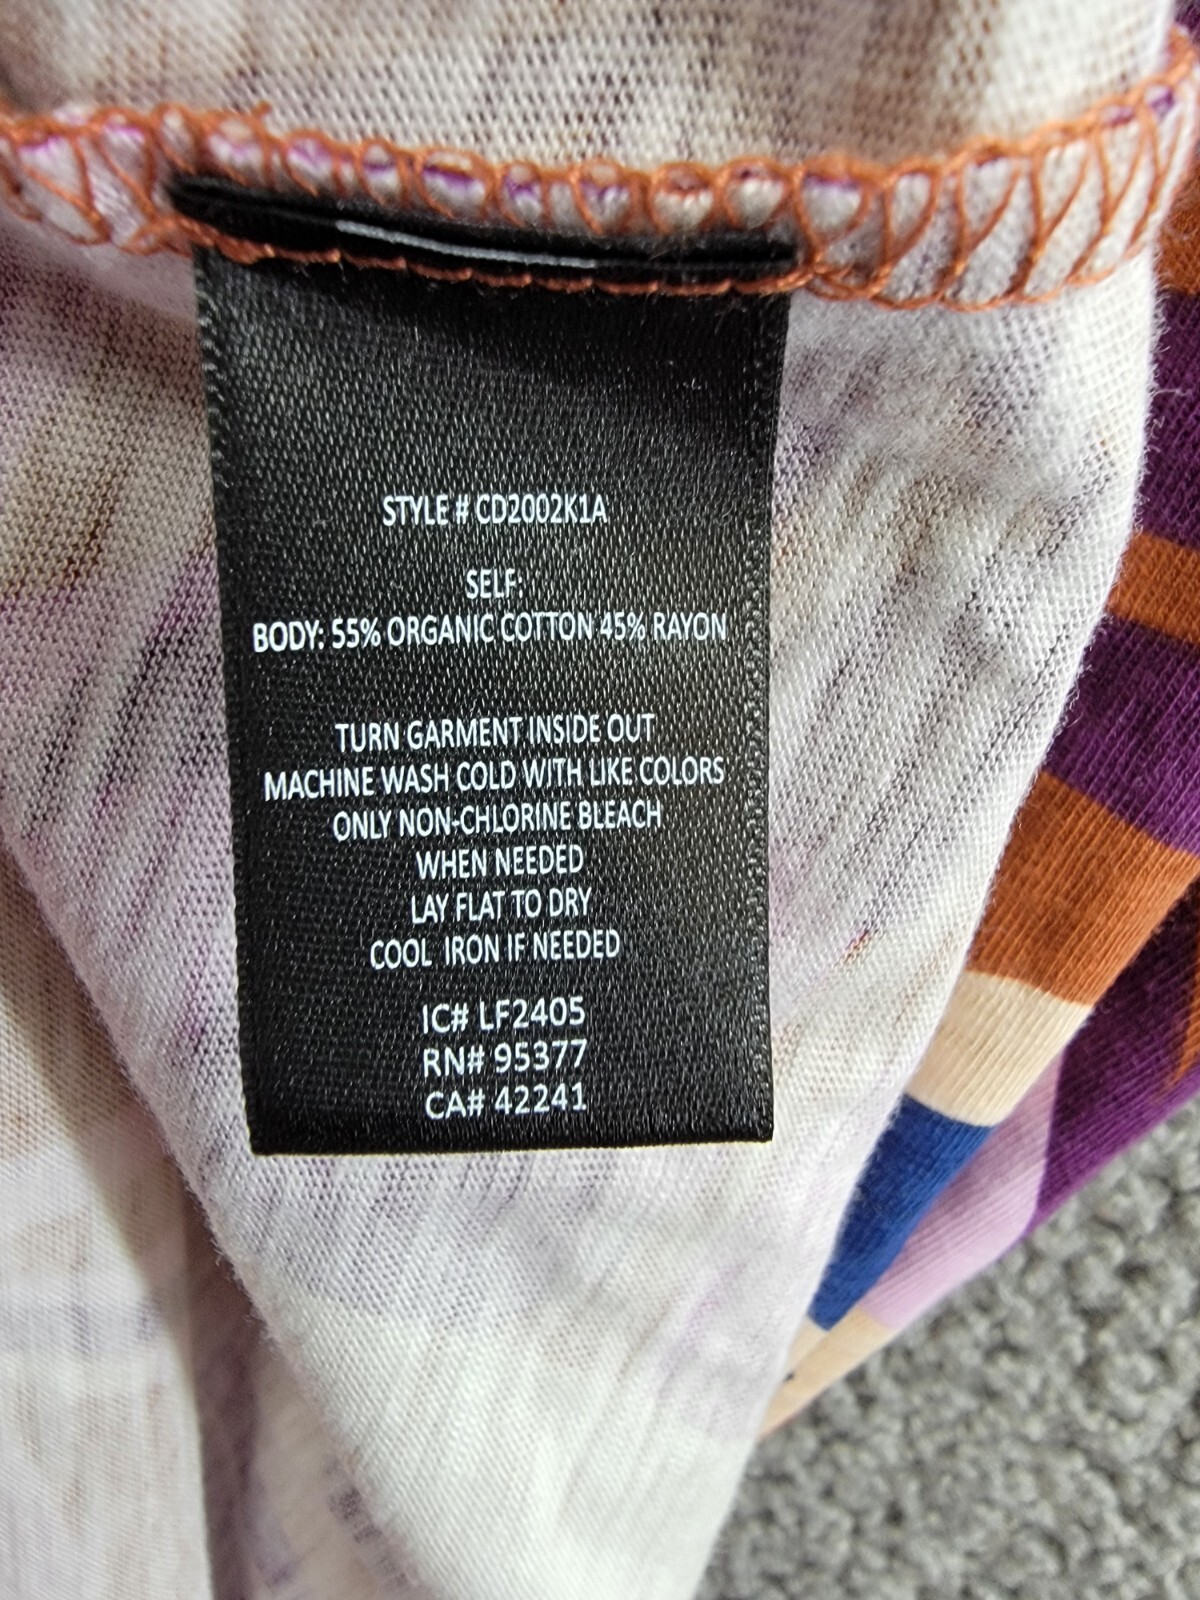 STYLE # CD2002K1A
SELF:
BODY: 55% ORGANIC COTTON 45% RAYON
TURN GARMENT INSIDE OUT
MACHINE WASH COLD WITH LIKE COLORS
ONLY NON-CHLORINE BLEACH
WHEN NEEDED
LAY FLAT TO DRY
COOL IRON IF NEEDED
IC# LF2405
RN# 95377
CA# 42241